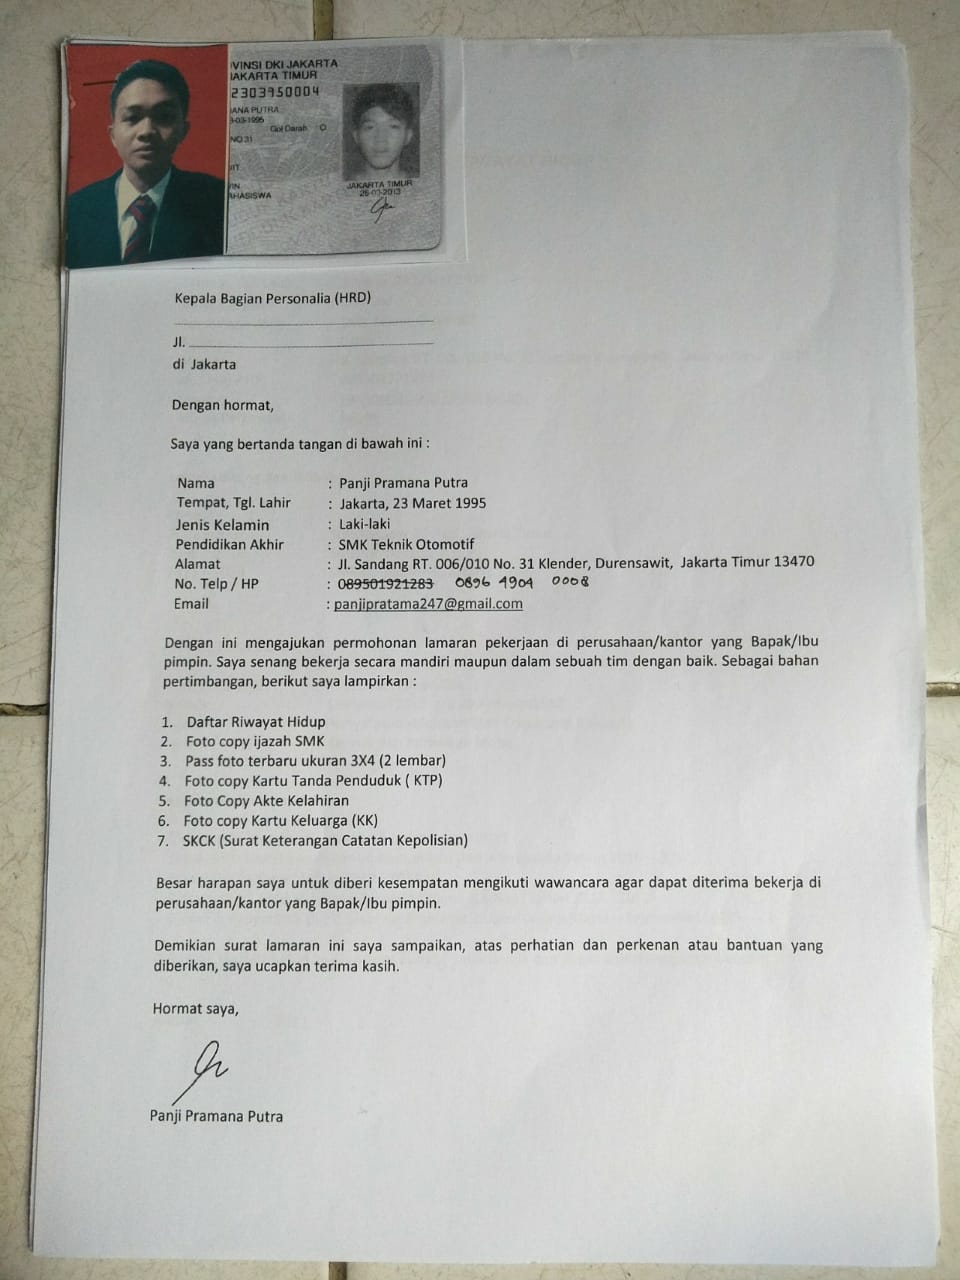 VINSI DKI JAKARTA
JAKARTA TIMUR
2303950004
ANA PUTRA
-03-1995
Gol Darah O
NO 31
HASISWA
JAKARTA TIMUR
Kepala Bagian Personalia (HRD)
Jl.
di Jakarta
Dengan hormat,
Saya yang bertanda tangan di bawah ini :
Nama : Panji Pramana Putra
Tempat, Tgl. Lahir : Jakarta, 23 Maret 1995
Jenis Kelamin : Laki-laki
Pendidikan Akhir : SMK Teknik Otomotif
Alamat : Jl. Sandang RT. 006/010 No. 31 Klender, Durensawit, Jakarta Timur 13470
No. Telp / HP : 089501921283 0896 1904 0008
Email : panjipratama247@gmail.com
Dengan ini mengajukan permohonan lamaran pekerjaan di perusahaan/kantor yang Bapak/Ibu
pimpin. Saya senang bekerja secara mandiri maupun dalam sebuah tim dengan baik. Sebagai bahan
pertimbangan, berikut saya lampirkan :
1. Daftar Riwayat Hidup
2. Foto copy ijazah SMK
3. Pass foto terbaru ukuran 3X4 (2 lembar)
4. Foto copy Kartu Tanda Penduduk ( KTP)
5. Foto Copy Akte Kelahiran
6. Foto copy Kartu Keluarga (KK)
7. SKCK (Surat Keterangan Catatan Kepolisian)
Besar harapan saya untuk diberi kesempatan mengikuti wawancara agar dapat diterima bekerja di
perusahaan/kantor yang Bapak/Ibu pimpin.
Demikian surat lamaran ini saya sampaikan, atas perhatian dan perkenan atau bantuan yang
diberikan, saya ucapkan terima kasih.
Hormat saya,
Panji Pramana Putra